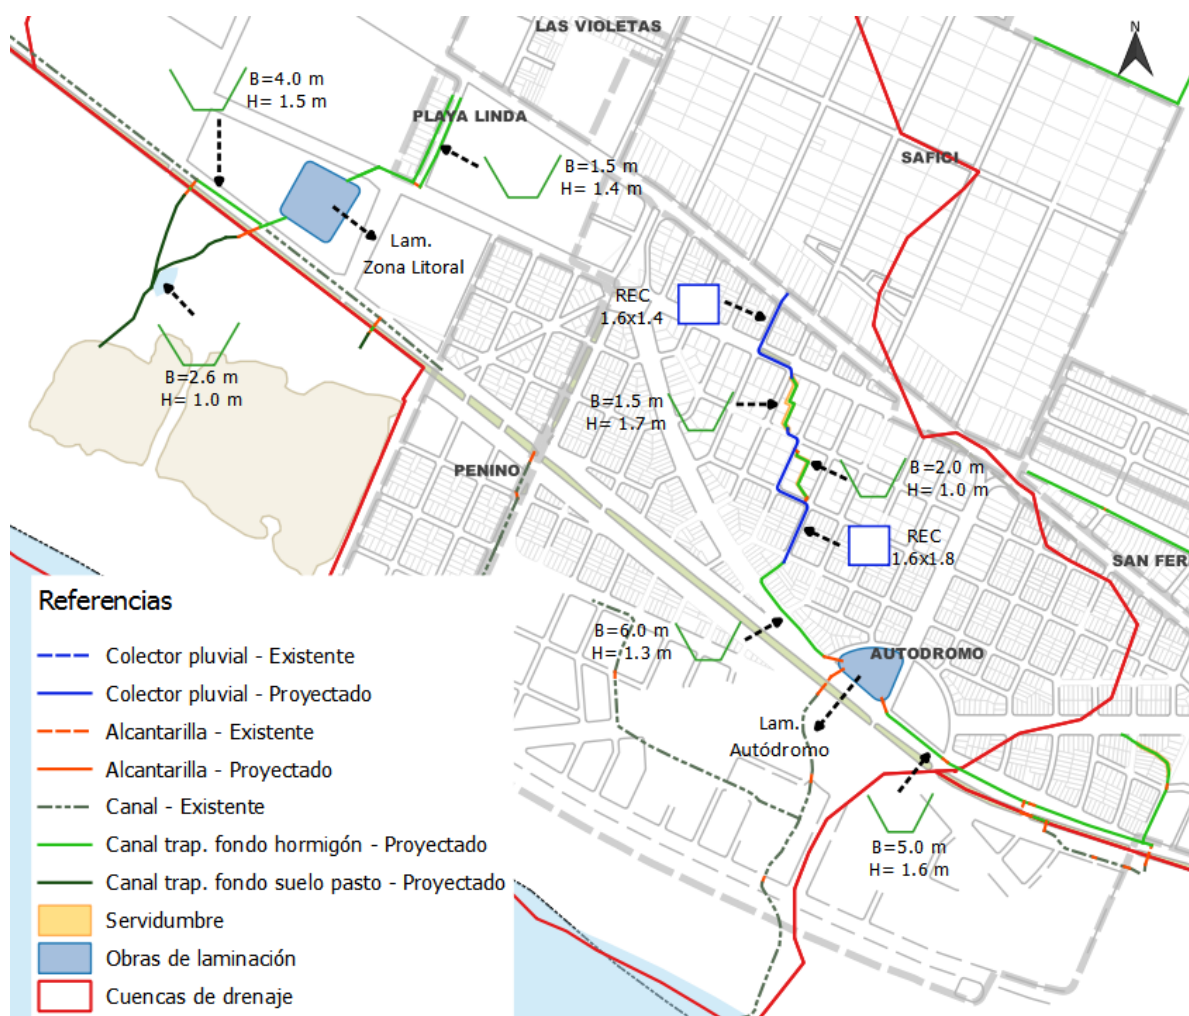 LAS VIOLETAS
N
B=4.0 m
H= 1.5 m
PLAYA LINDA
B=1.5 m
H= 1.4 m
SAFICI
Lam.
Zona Litoral
REC
1.6x1.4
B=2.6 m
H= 1.0 m
B=1.5 m
H= 1.7 m
PENINO
B=2.0 m
H= 1.0 m
REC
1.6x1.8
SAN FER
B=6.0 m
H= 1.3 m
AUTODROMO
Lam.
Autódromo
B=5.0 m
H= 1.6 m
Referencias
Colector pluvial - Existente
Colector pluvial - Proyectado
Alcantarilla - Existente
Alcantarilla - Proyectado
Canal - Existente
Canal trap. fondo hormigón - Proyectado
Canal trap. fondo suelo pasto - Proyectado
Servidumbre
Obras de laminación
Cuencas de drenaje